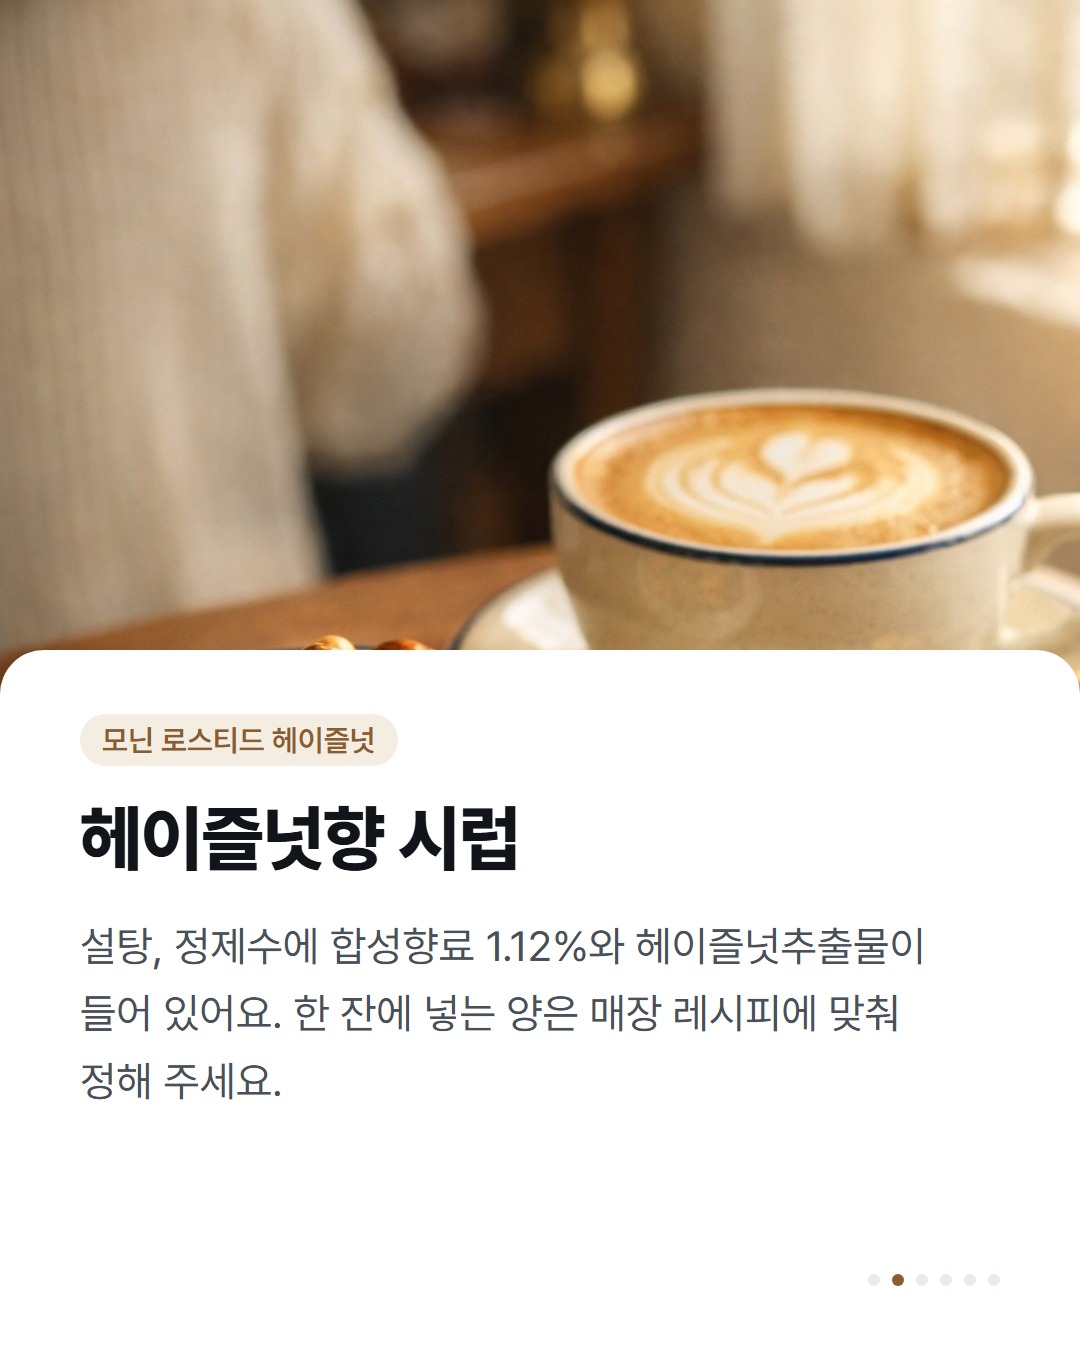 모닌 로스티드 헤이즐넛
헤이즐넛향 시럽
설탕, 정제수에 합성향료 1.12%와 헤이즐넛추출물이
들어 있어요. 한 잔에 넣는 양은 매장 레시피에 맞춰
정해 주세요.